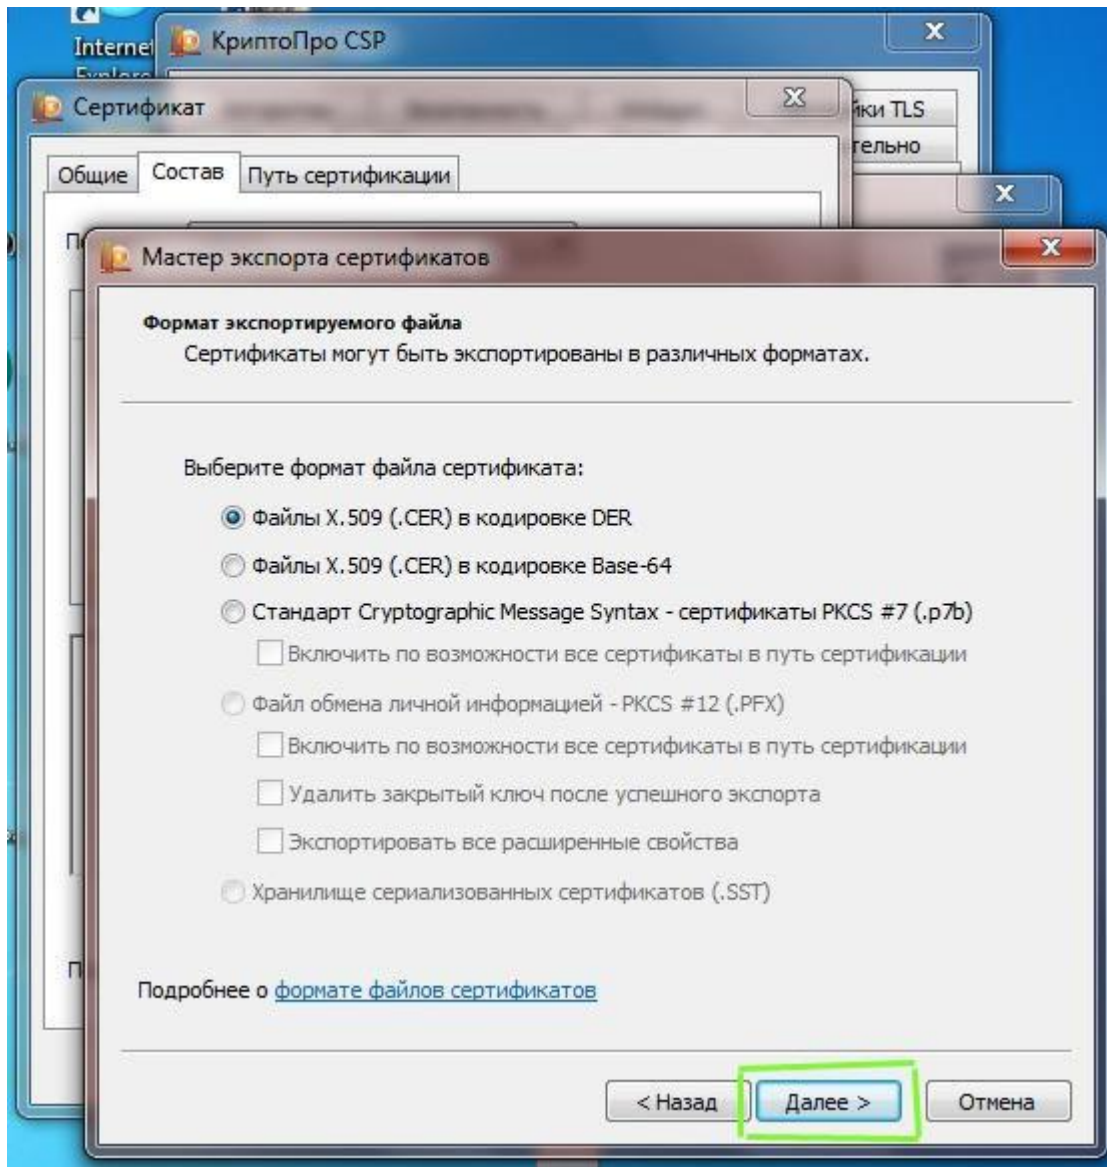 Internet
КриптоПро CSP
Сертификат
йки TLS
тельно
Общие
Состав
Путь сертификации
Мастер экспорта сертификатов
Формат экспортируемого файла
Сертификаты могут быть экспортированы в различных форматах.
Выберите формат файла сертификата:
Файлы X.509 (.CER) в кодировке DER
Файлы X.509 (.CER) в кодировке Base-64
Стандарт Cryptographic Message Syntax - сертификаты PKCS #7 (.p7b)
Включить по возможности все сертификаты в путь сертификации
Файл обмена личной информацией - PKCS #12 (.PFX)
Включить по возможности все сертификаты в путь сертификации
Удалить закрытый ключ после успешного экспорта
Экспортировать все расширенные свойства
Хранилище сериализованных сертификатов (.SST)
Подробнее о формате файлов сертификатов
< Назад
Далее >
Отмена